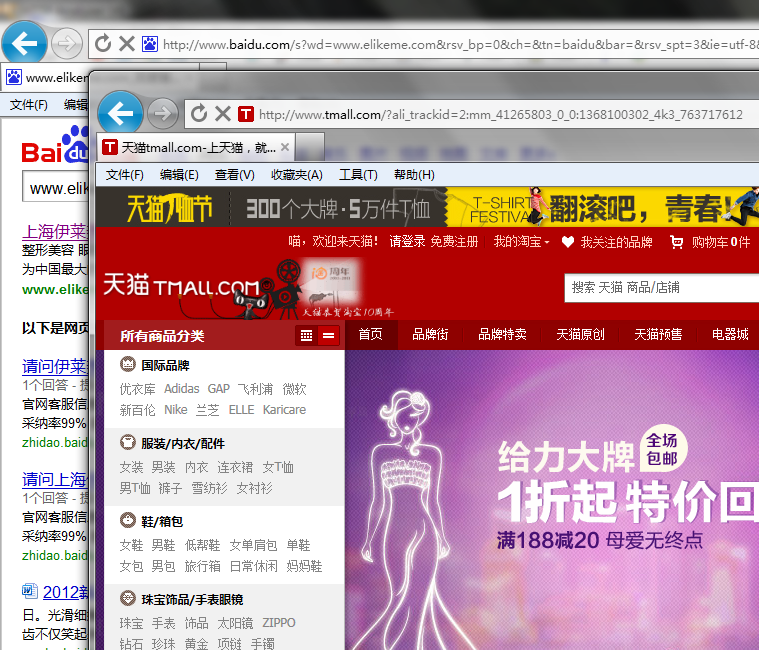 http://www.baidu.com/s?wd=www.elikeme.com&rsv_bp=0&ch=&tn=baidu&bar=&rsv_spt=3&ie=utf-8&
www.elikem
文件(F) 编辑
Bai du
www.elik
上海伊莱
整形美容 眼
为中国最大
www.elike
以下是网页
请问伊莱
1个回答 - 提
官网客服信
采纳率99%
zhidao.baid
请问上海
1个回答 - 提
官网客服信
采纳率99%
zhidao.baid
2012新
日。光滑细
齿不仅笑起
http://www.tmall.com/?ali_trackid=2:mm_41265803_0_0:1368100302_4k3_763717612
天猫tmall.com-上天猫，就...
文件(F) 编辑(E) 查看(V) 收藏夹(A) 工具(T) 帮助(H)
天猫T恤节 300个大牌·5万件T恤 T-SHIRT FESTIVAL 翻滚吧，青春!
喵，欢迎来天猫！ 请登录 免费注册 我的淘宝 我关注的品牌 购物车0件
天猫 TMALL.COM 周年
天猫恭贺淘宝10周年
搜索 天猫 商品/店铺
所有商品分类 首页 品牌街 品牌特卖 天猫原创 天猫预售 电器城
国际品牌
优衣库 Adidas GAP 飞利浦 微软
新百伦 Nike 兰芝 ELLE Karicare
服装/内衣/配件
女装 男装 内衣 连衣裙 女T恤
男T恤 裤子 雪纺衫 女衬衫
鞋/箱包
女鞋 男鞋 低帮鞋 女单肩包 单鞋
女包 男包 旅行箱 日常休闲 妈妈鞋
珠宝饰品/手表眼镜
珠宝 手表 饰品 太阳镜 ZIPPO
钻石 珍珠 黄金 项链 手镯
给力大牌 全场包邮
1折起 特价回
满188减20 母爱无终点